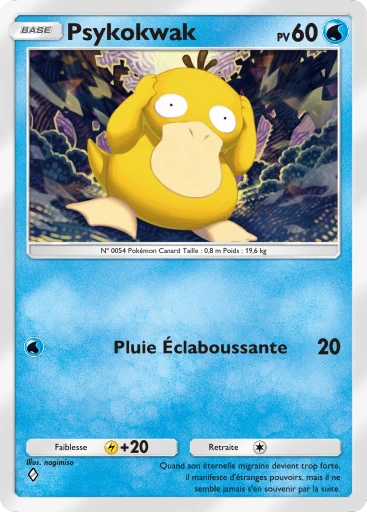 BASE Psykokwak PV 60
N° 0054 Pokémon Canard Taille : 0,8 m Poids : 19,6 kg
Pluie Éclaboussante 20
Faiblesse +20 Retraite
Illus. nagimiso
Quand son éternelle migraine devient trop forte,
il manifeste d'étranges pouvoirs, mais il ne
semble jamais s'en souvenir par la suite.